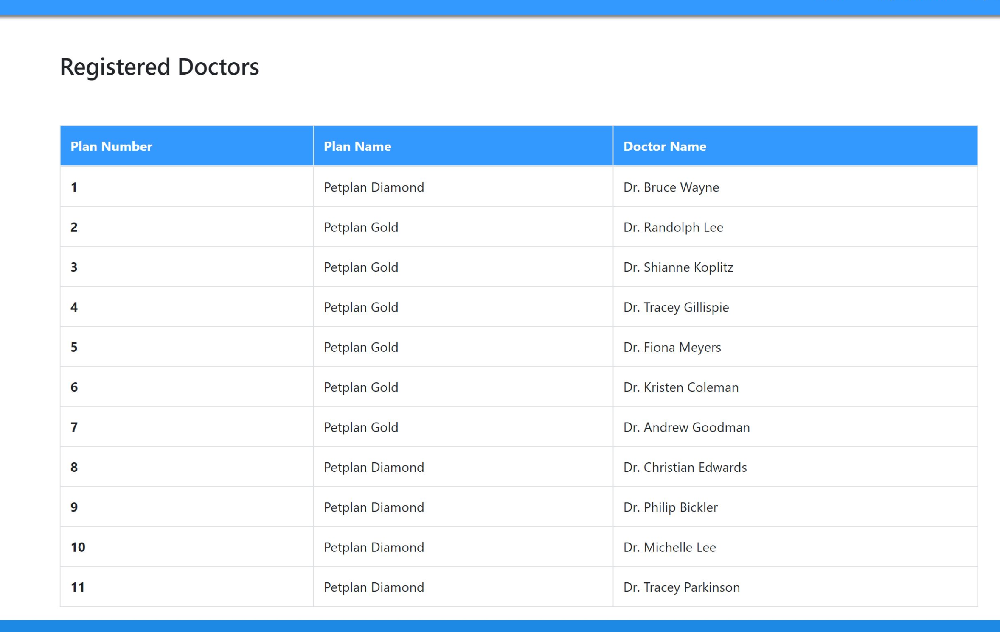 Registered Doctors
Plan Number Plan Name Doctor Name
1 Petplan Diamond Dr. Bruce Wayne
2 Petplan Gold Dr. Randolph Lee
3 Petplan Gold Dr. Shianne Koplitz
4 Petplan Gold Dr. Tracey Gillispie
5 Petplan Gold Dr. Fiona Meyers
6 Petplan Gold Dr. Kristen Coleman
7 Petplan Gold Dr. Andrew Goodman
8 Petplan Diamond Dr. Christian Edwards
9 Petplan Diamond Dr. Philip Bickler
10 Petplan Diamond Dr. Michelle Lee
11 Petplan Diamond Dr. Tracey Parkinson